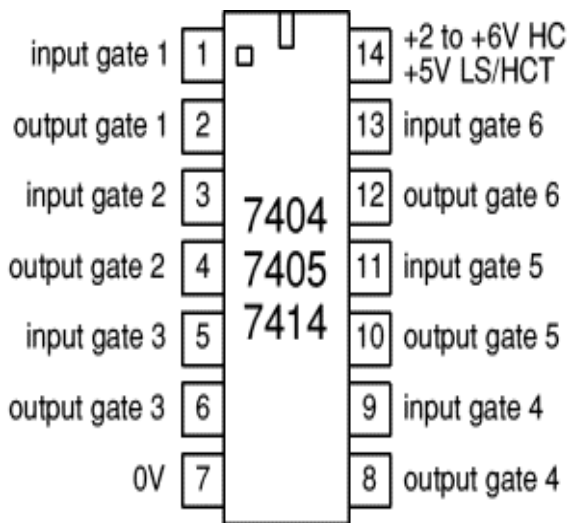 input gate 1 1 14 +2 to +6V HC
+5V LS/HCT
output gate 1 2 13 input gate 6
input gate 2 3 12 output gate 6
7404
output gate 2 4 11 input gate 5
7405
7414
input gate 3 5 10 output gate 5
output gate 3 6 9 input gate 4
0V 7 8 output gate 4